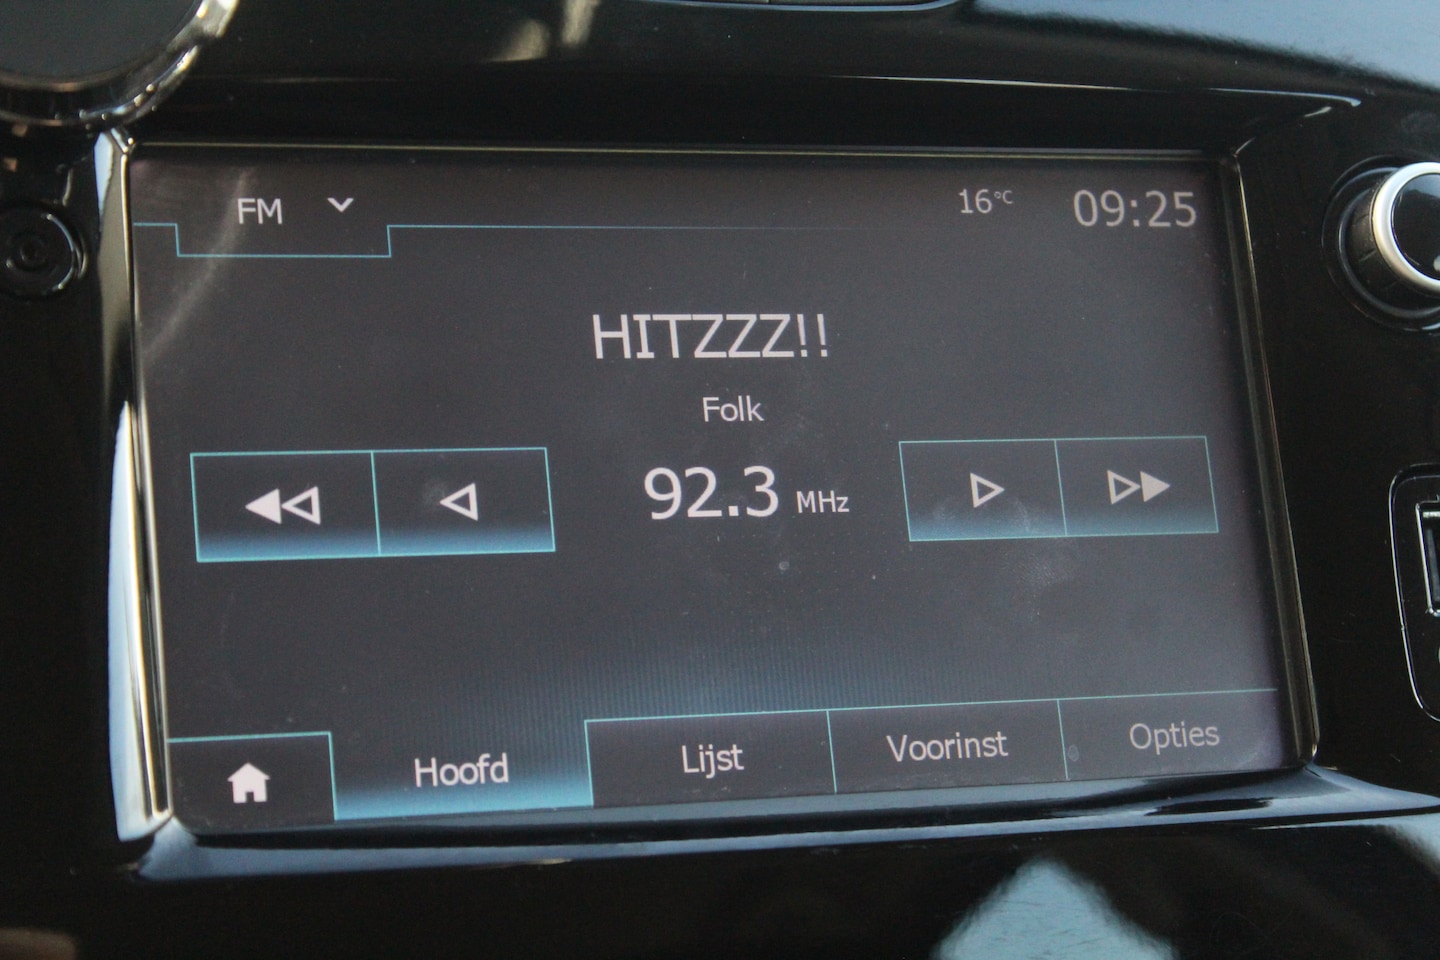 FM
16°C 09:25
HITZZZ!!
Folk
92.3 MHz
Hoofd Lijst Voorinst Opties